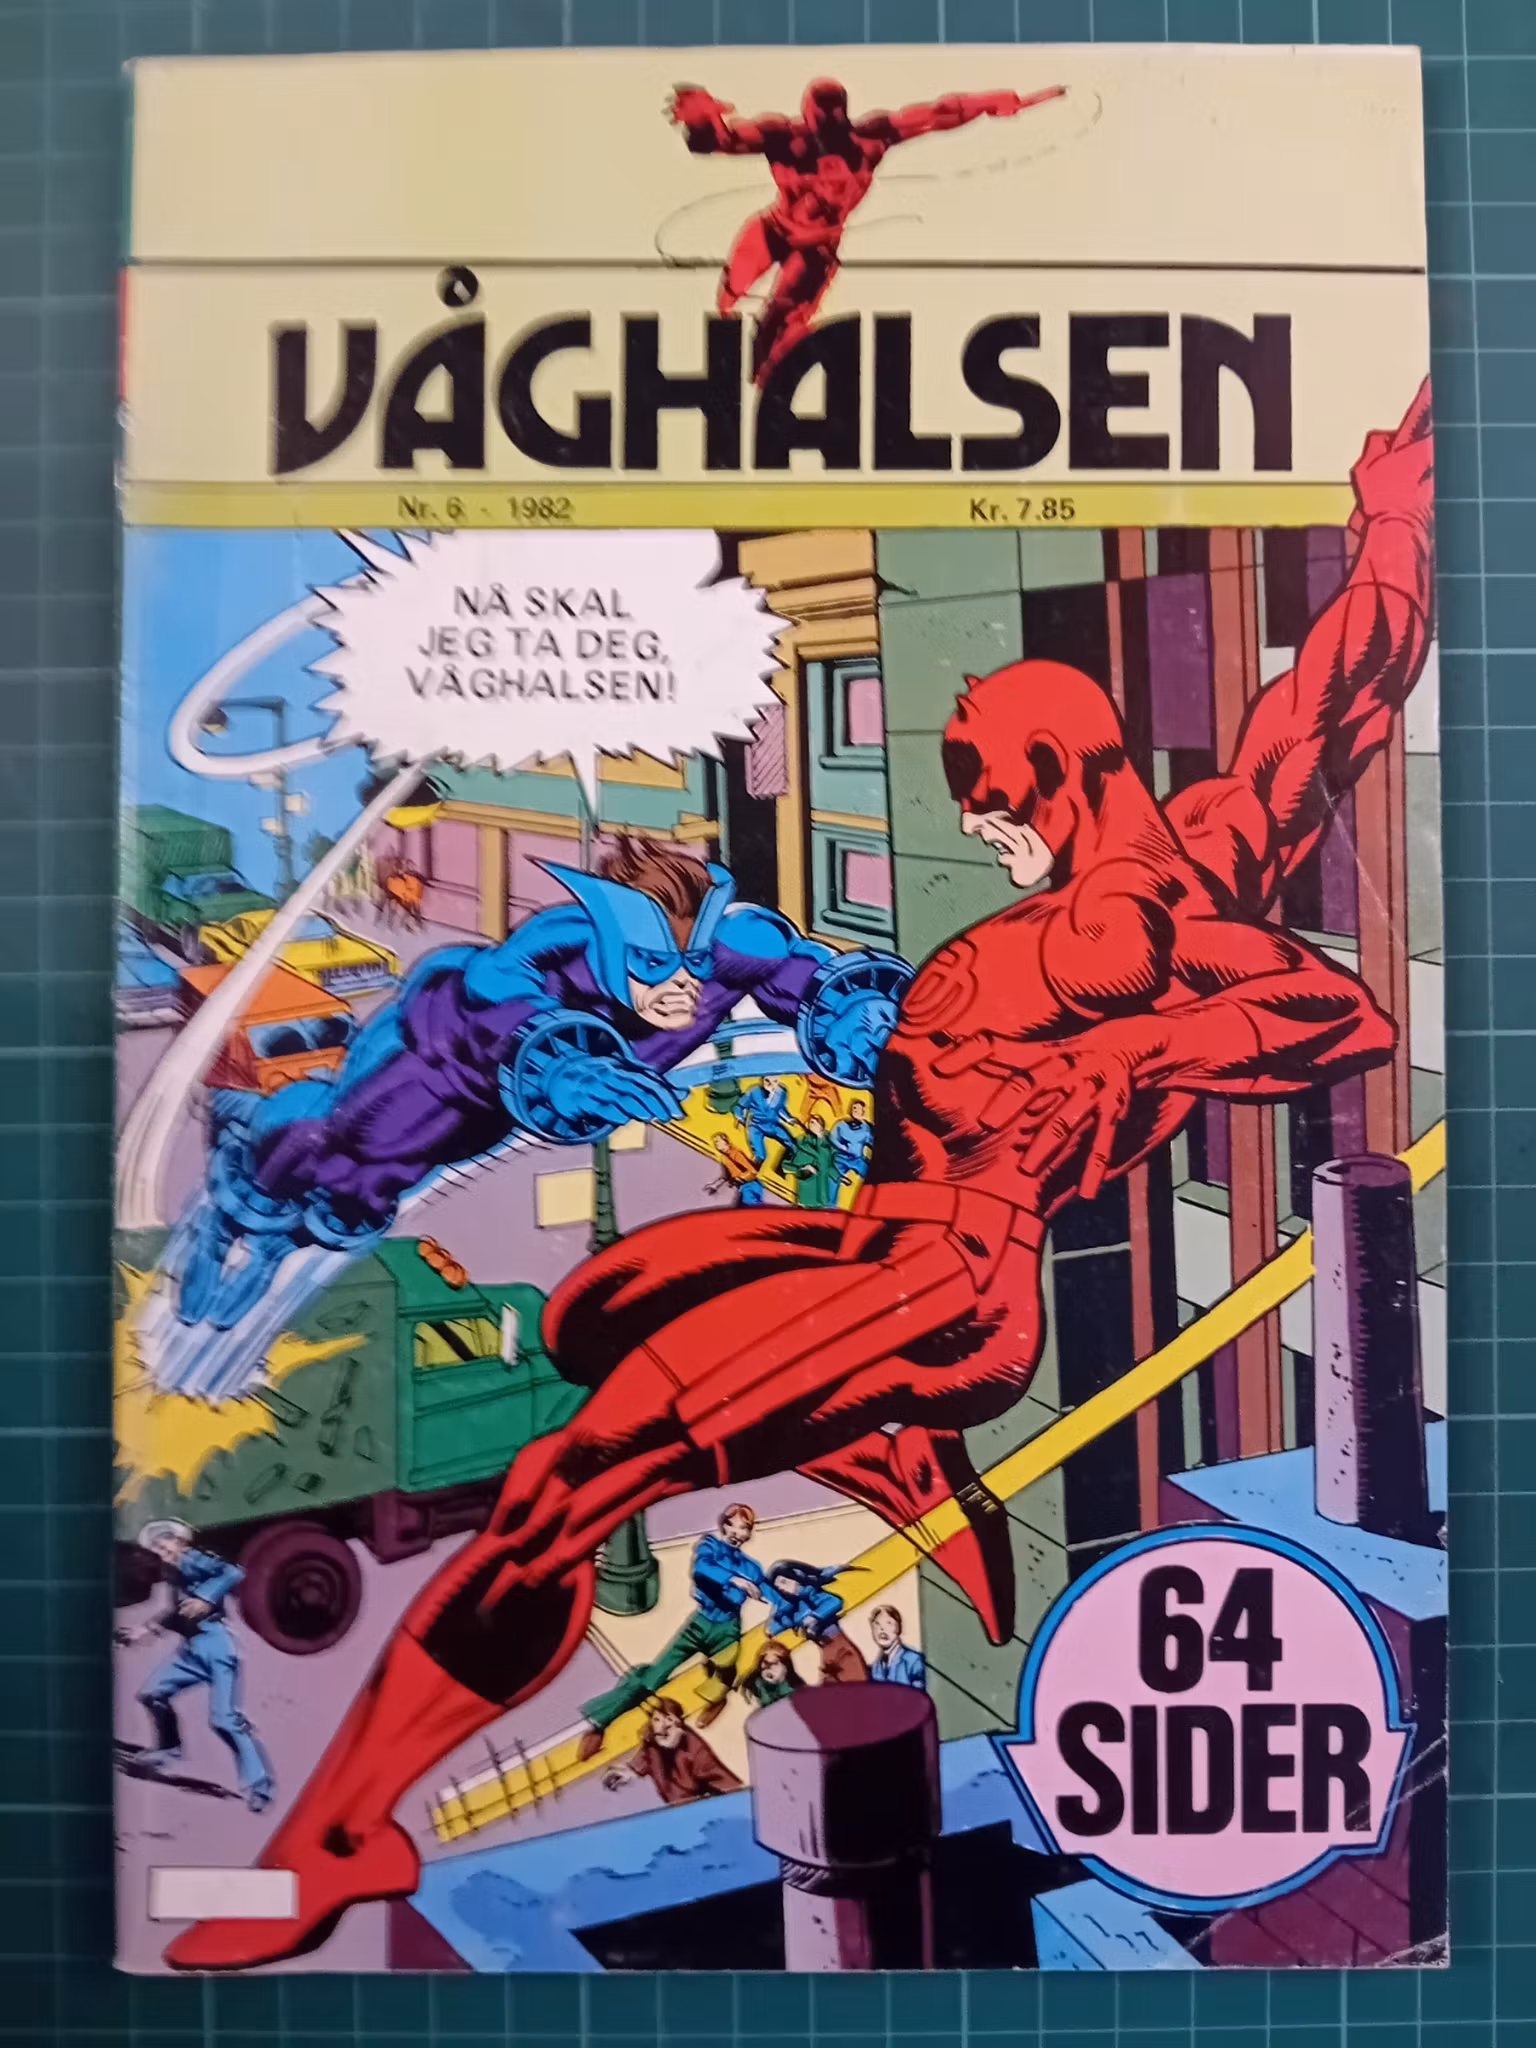 VÅGHALSEN
Nr. 6 - 1982 Kr. 7.85
NÅ SKAL
JEG TA DEG,
VÅGHALSEN!
64
SIDER